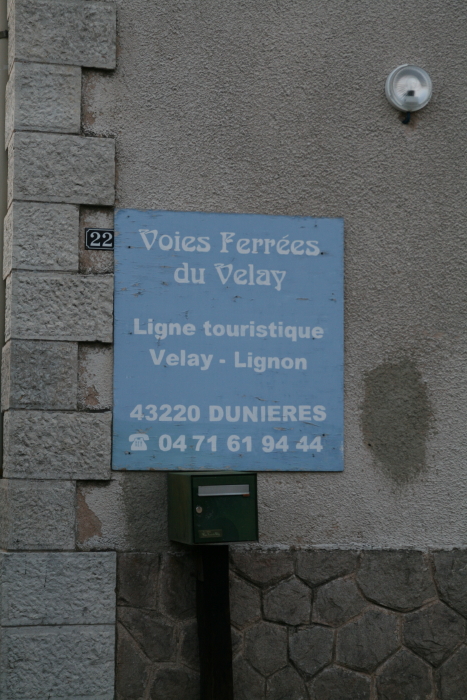 22
Voies Ferrées
du Velay
Ligne touristique
Velay - Lignon
43220 DUNIERES
☎ 04 71 61 94 44